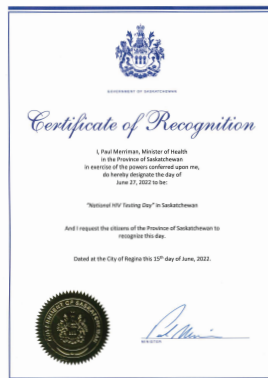 GOVERNMENT OF SASKATCHEWAN
Certificate of Recognition
I, Paul Merriman, Minister of Health
in the Province of Saskatchewan
in exercise of the powers conferred upon me,
do hereby designate the day of
June 27, 2022 to be:
"National HIV Testing Day" in Saskatchewan
And I request the citizens of the Province of Saskatchewan to
recognize this day.
Dated at the City of Regina this 15th day of June, 2022.
GOVERNMENT OF SASKATCHEWAN
MINISTER